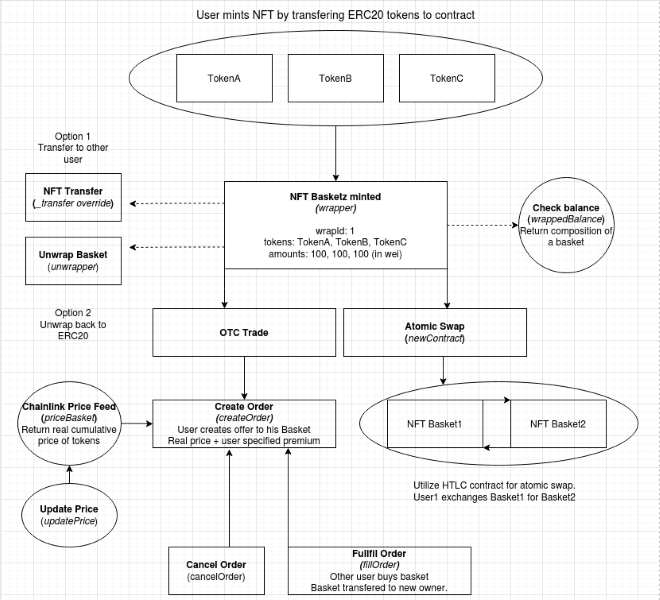 User mints NFT by transfering ERC20 tokens to contract
TokenA
TokenB
TokenC
Option 1
Transfer to other
user
NFT Transfer
(_transfer override)
NFT Basketz minted
(wrapper)
wrapId: 1
tokens: TokenA, TokenB, TokenC
amounts: 100, 100, 100 (in wei)
Check balance
(wrappedBalance)
Return composition of
a basket
Unwrap Basket
(unwrapper)
Option 2
Unwrap back to
ERC20
OTC Trade
Atomic Swap
(newContract)
Chainlink Price Feed
(priceBasket)
Return real cumulative
price of tokens
Create Order
(createOrder)
User creates offer to his Basket
Real price + user specified premium
NFT Basket1
NFT Basket2
Utilize HTLC contract for atomic swap.
User1 exchanges Basket1 for Basket2
Update Price
(updatePrice)
Cancel Order
(cancelOrder)
Fullfil Order
(fillOrder)
Other user buys basket
Basket transfered to new owner.